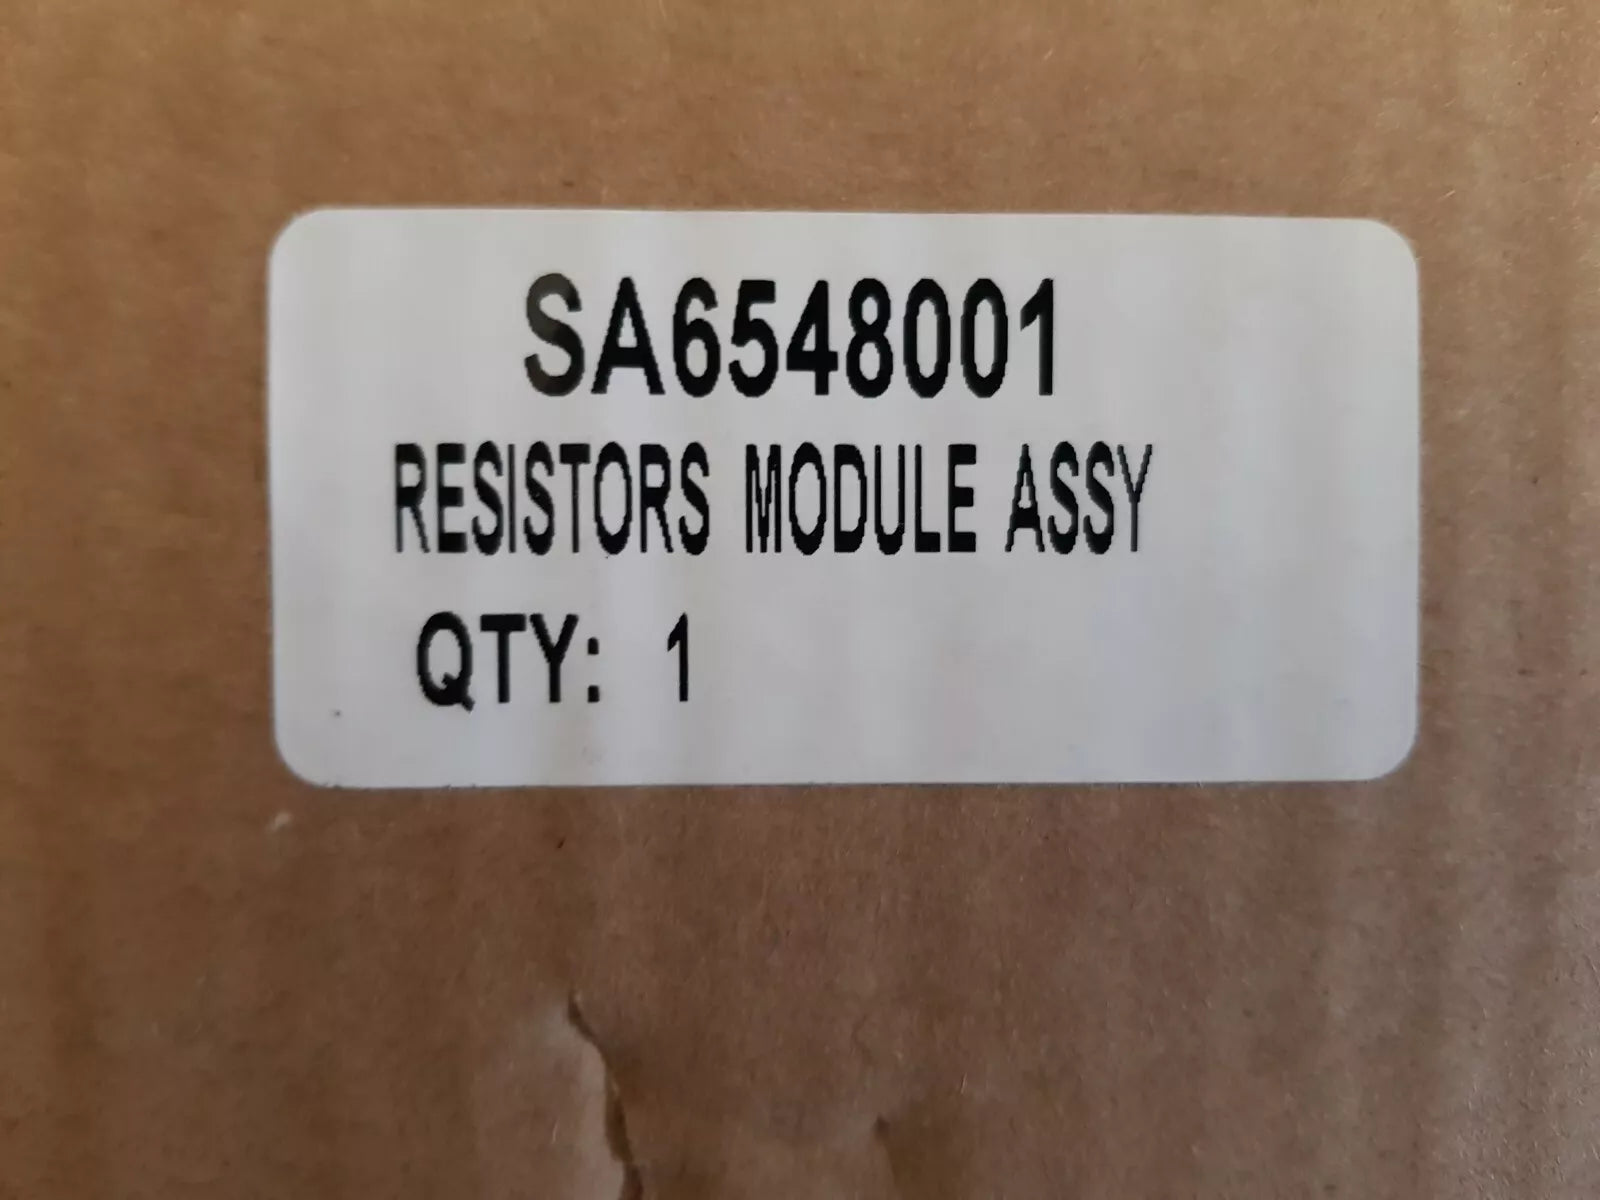 SA6548001
RESISTORS MODULE ASSY
QTY: 1